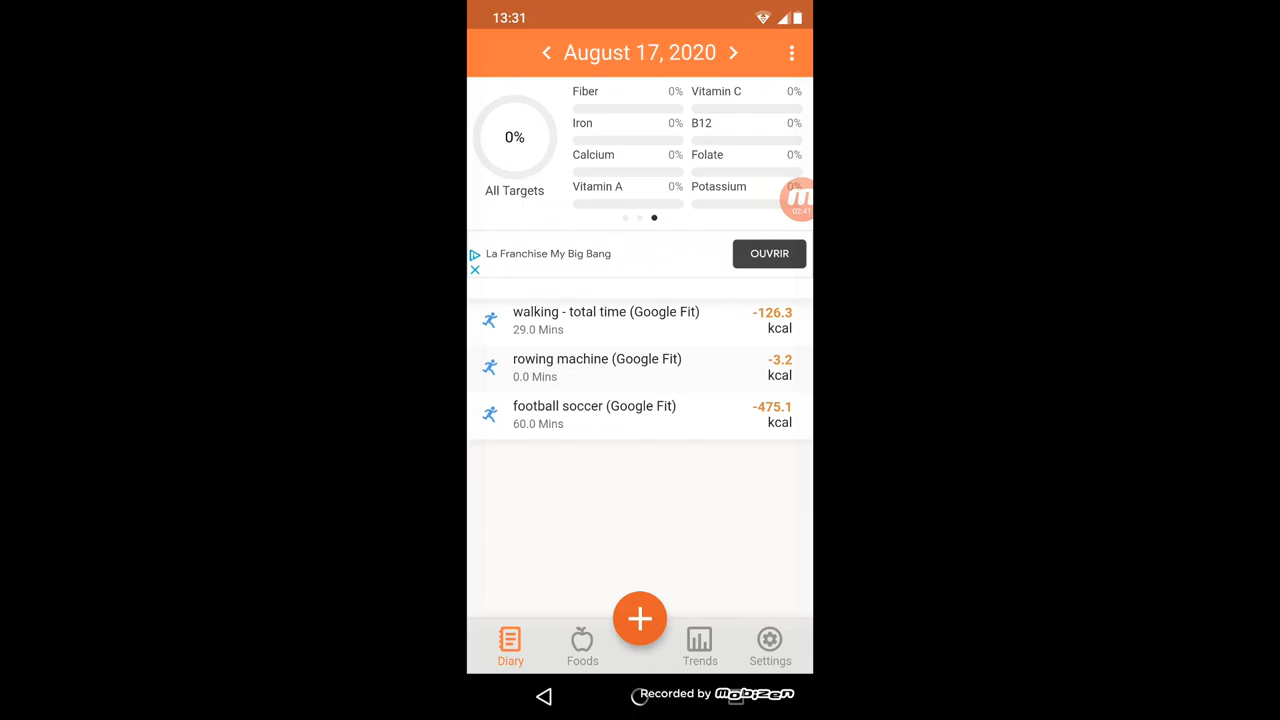 13:31
August 17, 2020
Fiber 0% Vitamin C 0%
Iron 0% B12 0%
Calcium 0% Folate 0%
Vitamin A 0% Potassium 0%
0%
All Targets
02:41
La Franchise My Big Bang
OUVRIR
walking - total time (Google Fit) -126.3
29.0 Mins kcal
rowing machine (Google Fit) -3.2
0.0 Mins kcal
football soccer (Google Fit) -475.1
60.0 Mins kcal
Diary Foods Trends Settings
Recorded by mobizen